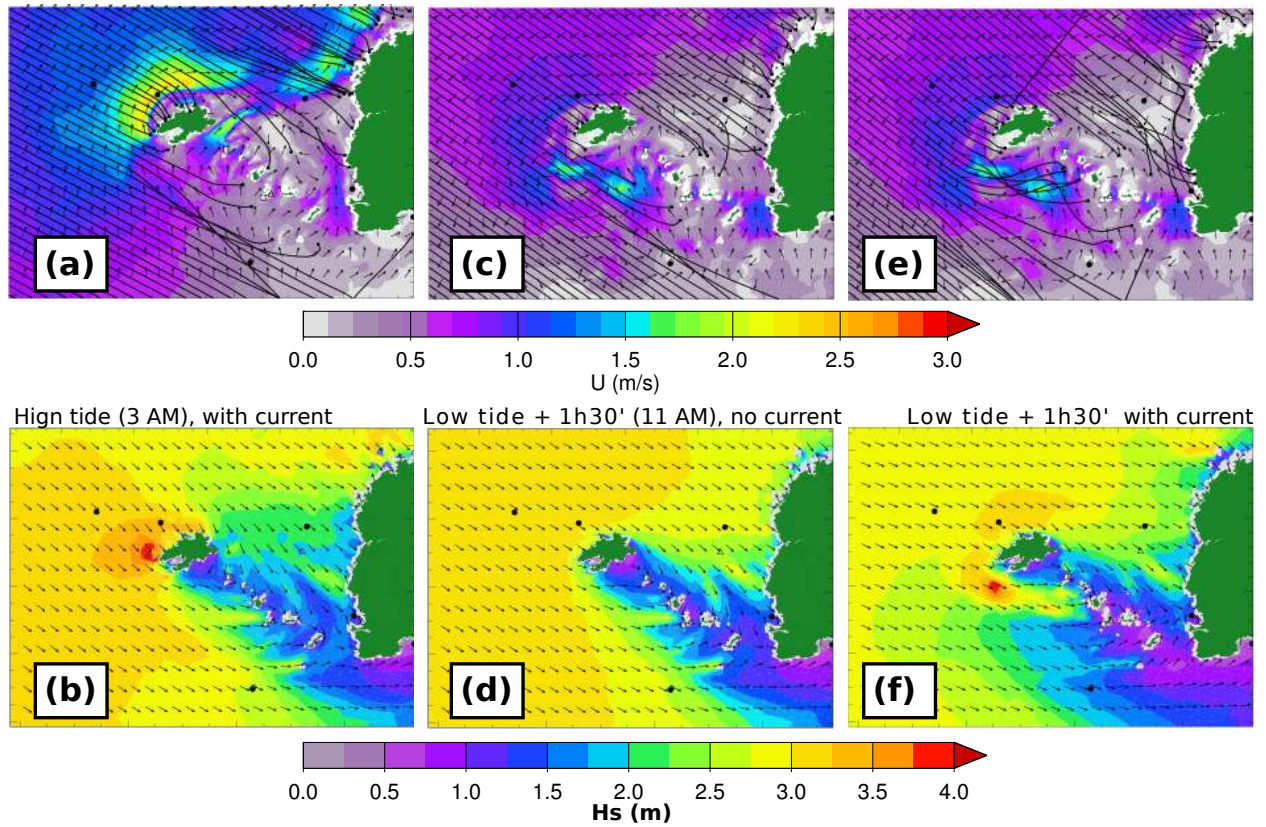 (a) (c) (e)
0.0 0.5 1.0 1.5 2.0 2.5 3.0
U (m/s)
Hign tide (3 AM), with current
Low tide + 1h30' (11 AM), no current
Low tide + 1h30' with current
(b) (d) (f)
0.0 0.5 1.0 1.5 2.0 2.5 3.0 3.5 4.0
Hs (m)